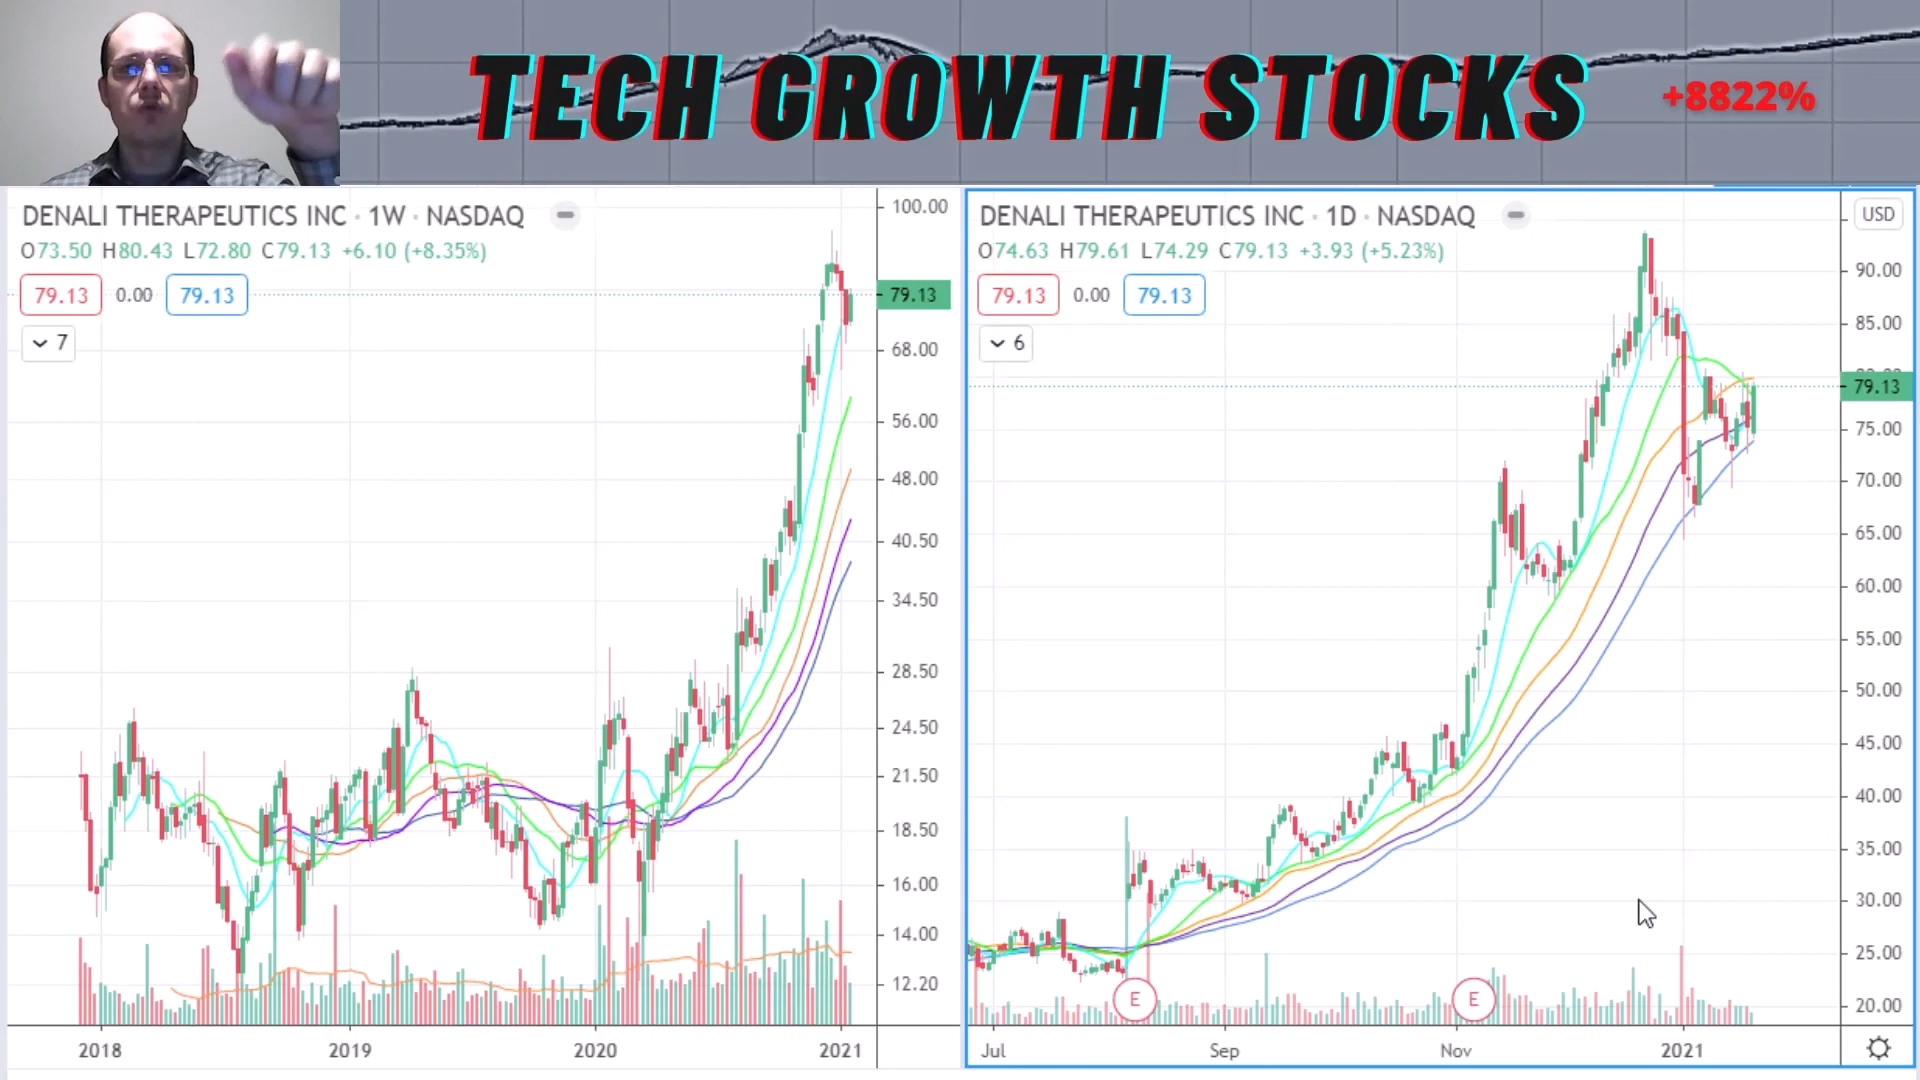 TECH GROWTH STOCKS
+8822%
DENALI THERAPEUTICS INC · 1W · NASDAQ
O73.50 H80.43 L72.80 C79.13 +6.10 (+8.35%)
79.13 0.00 79.13
7
100.00
79.13
68.00
56.00
48.00
40.50
34.50
28.50
24.50
21.50
18.50
16.00
14.00
12.20
2018 2019 2020 2021
DENALI THERAPEUTICS INC · 1D · NASDAQ
USD
O74.63 H79.61 L74.29 C79.13 +3.93 (+5.23%)
79.13 0.00 79.13
6
90.00
85.00
79.13
75.00
70.00
65.00
60.00
55.00
50.00
45.00
40.00
35.00
30.00
25.00
20.00
E E
Jul Sep Nov 2021